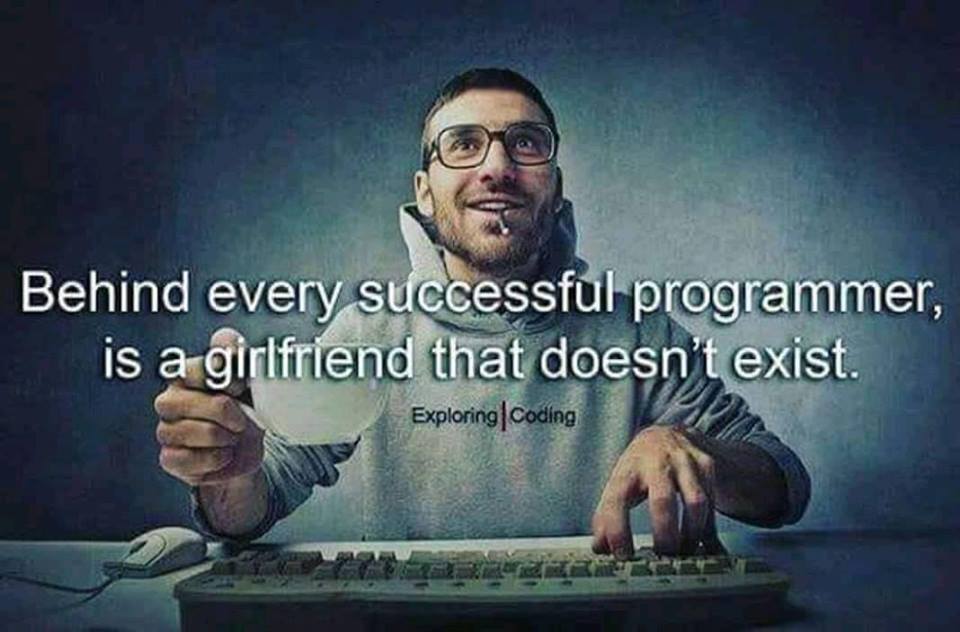 Behind every successful programmer,
is a girlfriend that doesn't exist.
Exploring|Coding